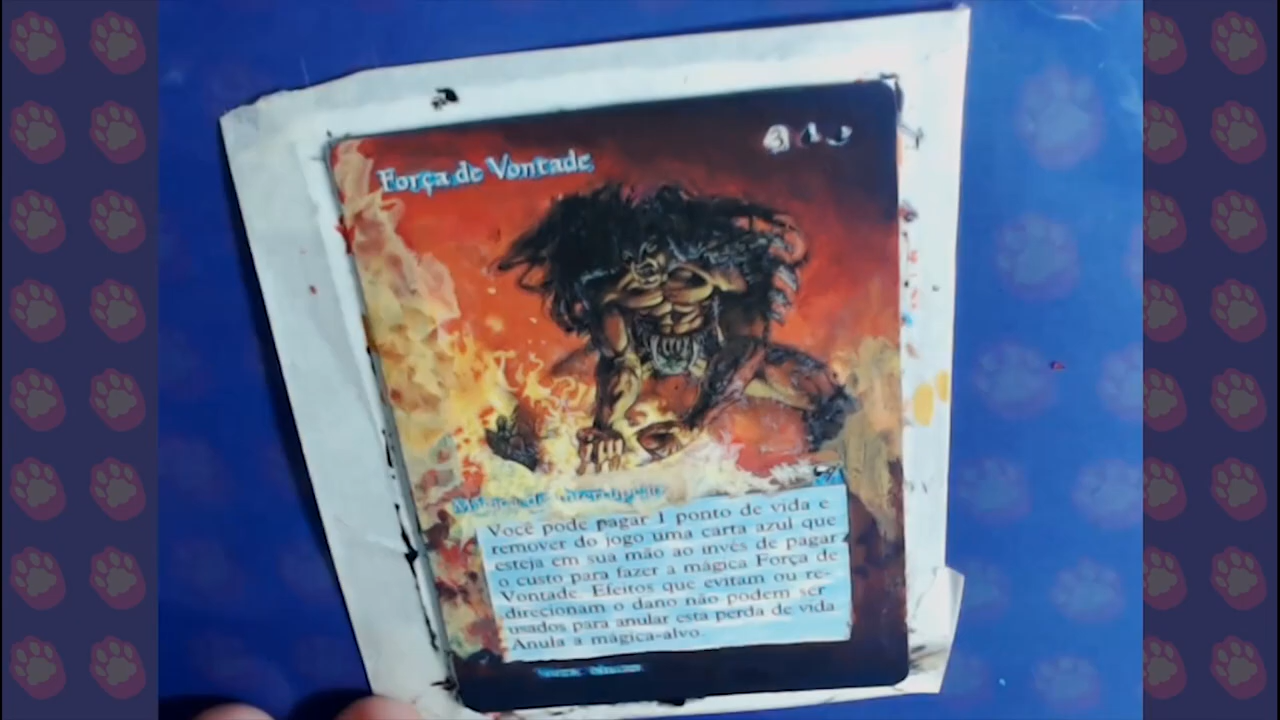 Força de Vontade
3
Você pode pagar 1 ponto de vida e
remover do jogo uma carta azul que
esteja em sua mão ao invés de pagar
o custo para fazer a mágica Força de
Vontade. Efeitos que evitam ou re-
direcionam o dano não podem ser
usados para anular esta perda de vida.
Anula a mágica-alvo.